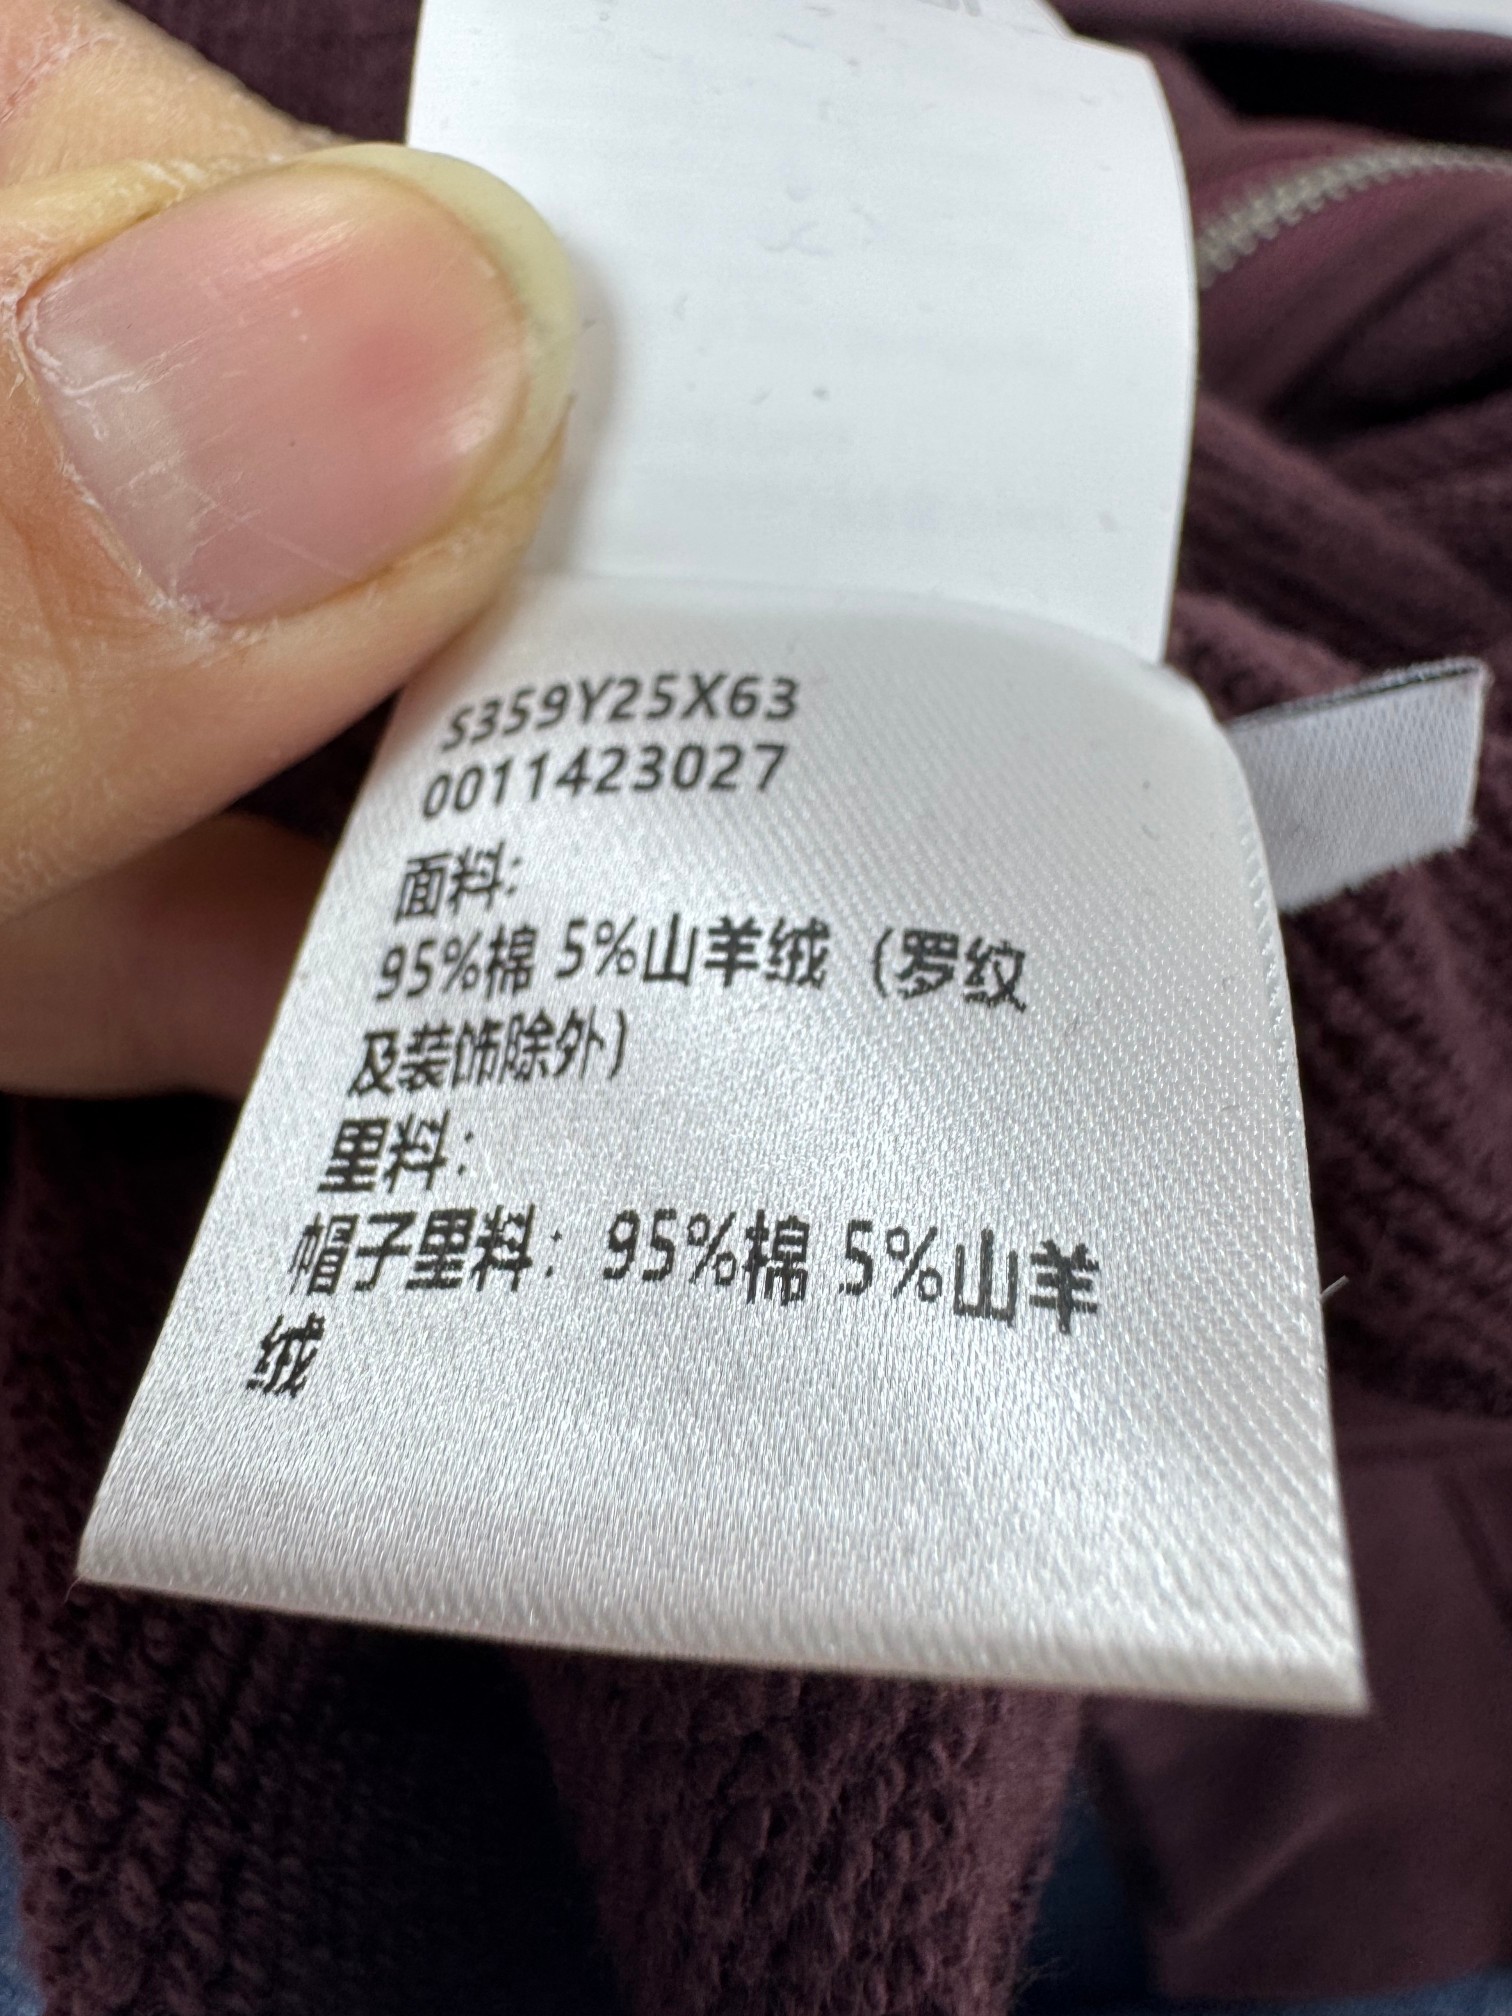 S359Y25X63
0011423027
面料:
95%棉 5%山羊绒（罗纹
及装饰除外）
里料:
帽子里料: 95%棉 5%山羊
绒